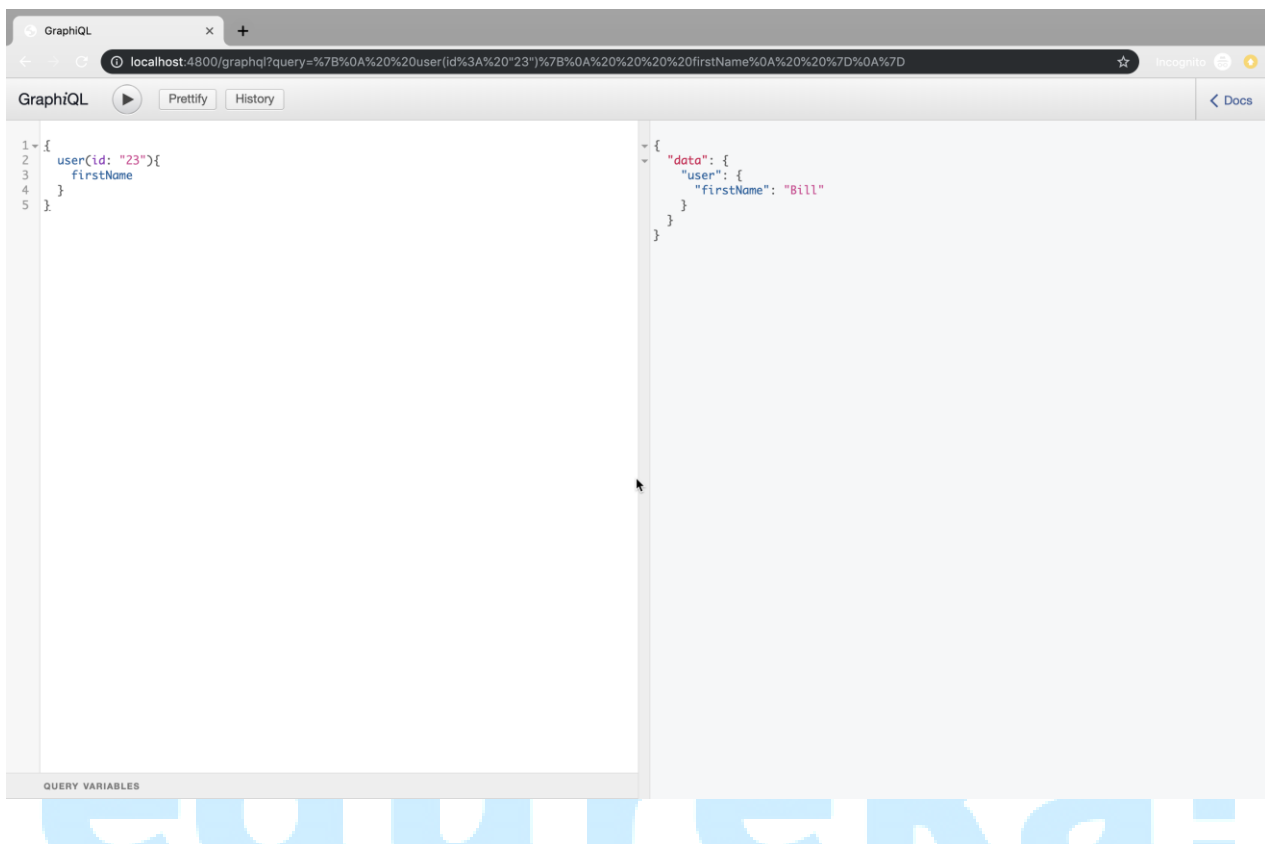 GraphiQL × +
localhost:4800/graphql?query=%7B%0A%20%20user(id%3A%20"23")%7B%0A%20%20%20%20firstName%0A%20%20%7D%0A%7D Incognito
GraphiQL Prettify History < Docs
1 {
2 user(id: "23"){
3 firstName
4 }
5 }
{
"data": {
"user": {
"firstName": "Bill"
}
}
}
QUERY VARIABLES
edureka!